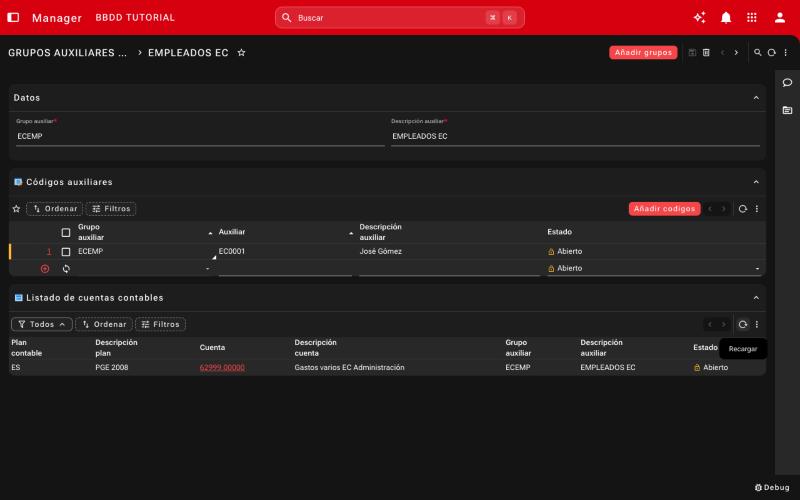 Manager BBDD TUTORIAL Buscar ⌘ K
GRUPOS AUXILIARES ... > EMPLEADOS EC Añadir grupos
Datos
Grupo auxiliar* Descripción auxiliar*
ECEMP EMPLEADOS EC
Códigos auxiliares
Ordenar Filtros Añadir codigos
Grupo auxiliar Auxiliar Descripción auxiliar Estado
1 ECEMP EC0001 José Gómez Abierto
Abierto
Listado de cuentas contables
Todos Ordenar Filtros
Plan contable Descripción plan Cuenta Descripción cuenta Grupo auxiliar Descripción auxiliar Estado
Recargar
ES PGE 2008 62999.00000 Gastos varios EC Administración ECEMP EMPLEADOS EC Abierto
Debug